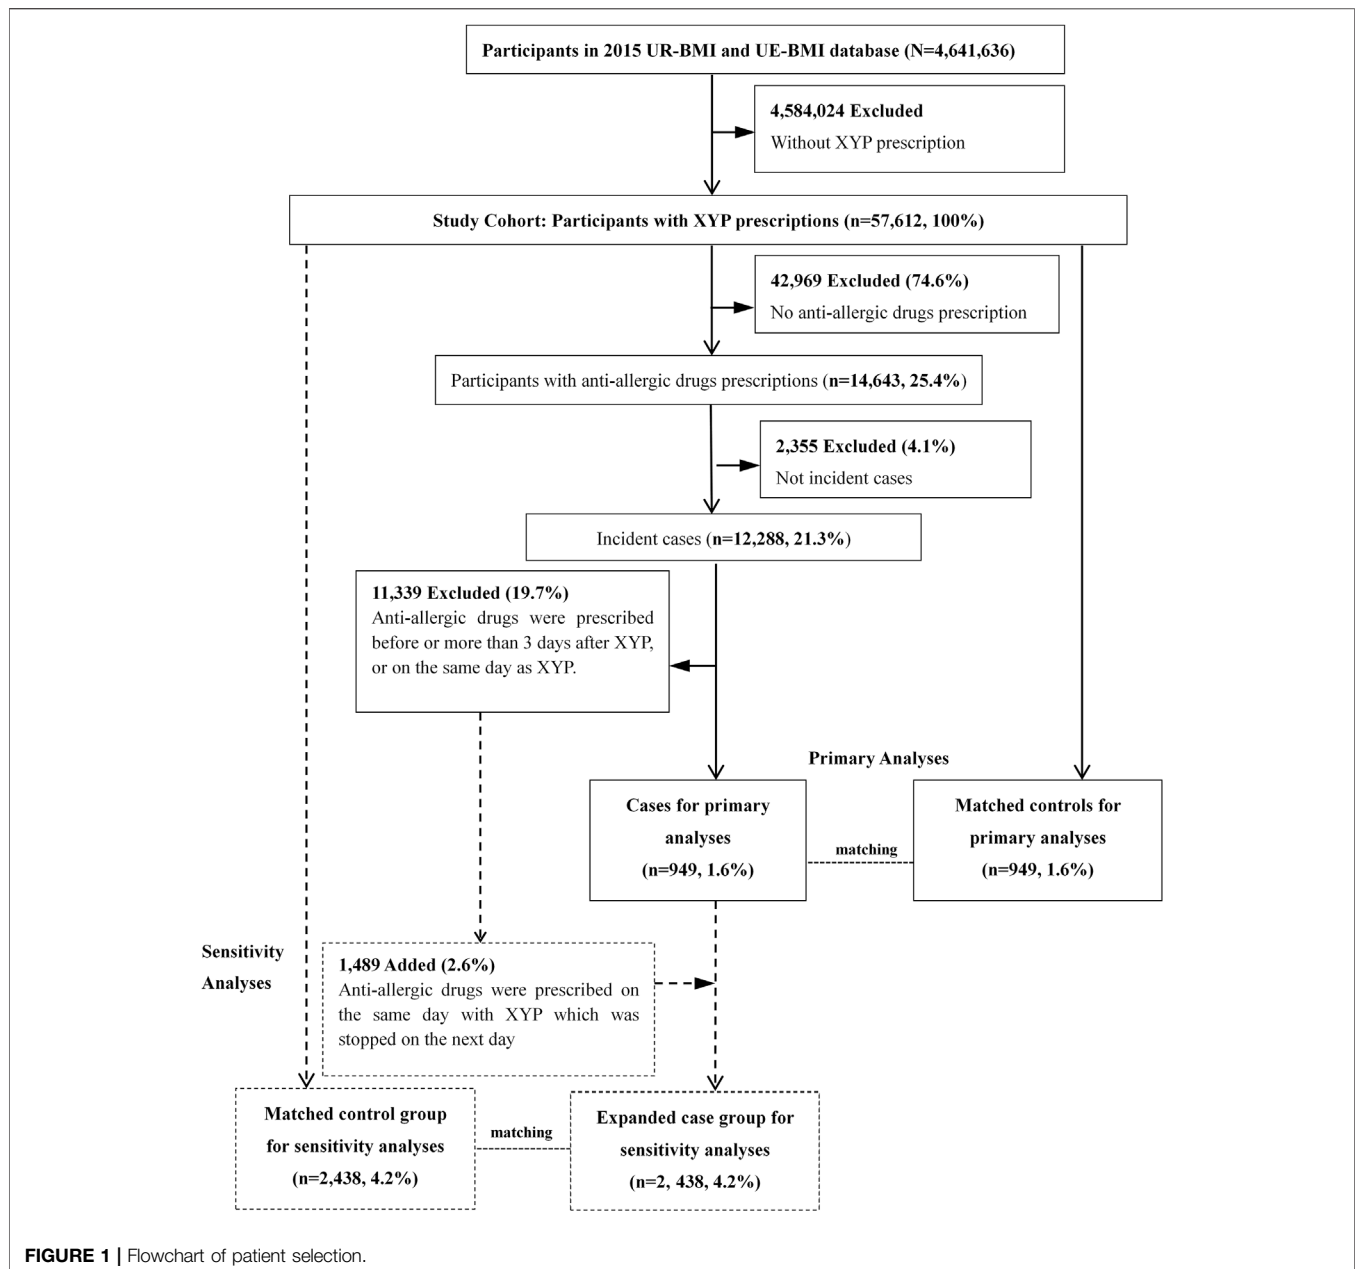 Participants in 2015 UR-BMI and UE-BMI database (N=4,641,636)
4,584,024 Excluded
Without XYP prescription
Study Cohort: Participants with XYP prescriptions (n=57,612, 100%)
42,969 Excluded (74.6%)
No anti-allergic drugs prescription
Participants with anti-allergic drugs prescriptions (n=14,643, 25.4%)
2,355 Excluded (4.1%)
Not incident cases
Incident cases (n=12,288, 21.3%)
11,339 Excluded (19.7%)
Anti-allergic drugs were prescribed
before or more than 3 days after XYP,
or on the same day as XYP.
Primary Analyses
Cases for primary
analyses
(n=949, 1.6%)
matching
Matched controls for
primary analyses
(n=949, 1.6%)
Sensitivity
Analyses
1,489 Added (2.6%)
Anti-allergic drugs were prescribed on
the same day with XYP which was
stopped on the next day
Matched control group
for sensitivity analyses
(n=2,438, 4.2%)
matching
Expanded case group for
sensitivity analyses
(n=2, 438, 4.2%)
FIGURE 1 | Flowchart of patient selection.